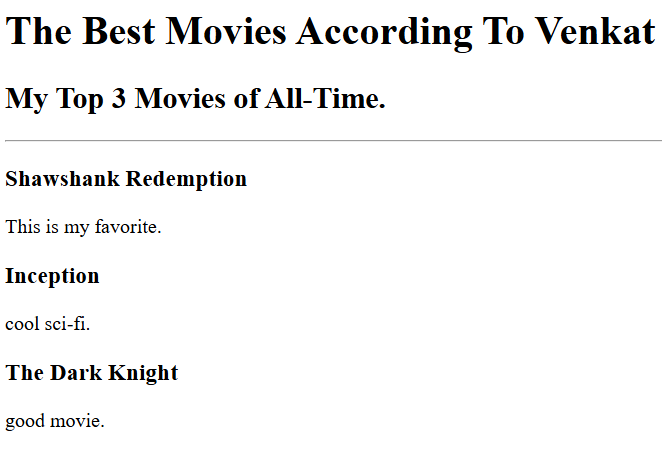 The Best Movies According To Venkat
My Top 3 Movies of All-Time.
Shawshank Redemption
This is my favorite.
Inception
cool sci-fi.
The Dark Knight
good movie.